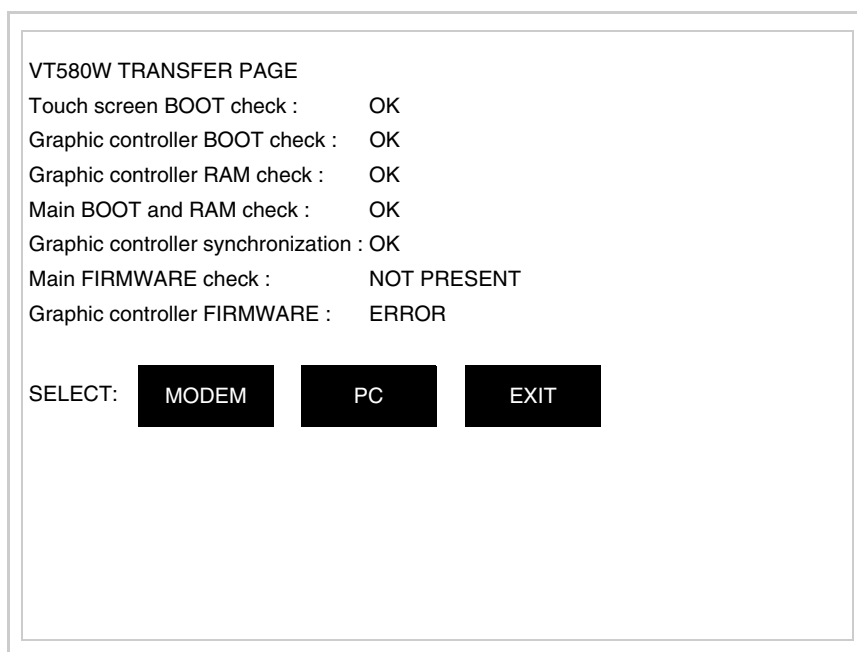 VT580W TRANSFER PAGE
Touch screen BOOT check : OK
Graphic controller BOOT check : OK
Graphic controller RAM check : OK
Main BOOT and RAM check : OK
Graphic controller synchronization : OK
Main FIRMWARE check : NOT PRESENT
Graphic controller FIRMWARE : ERROR
SELECT: MODEM PC EXIT